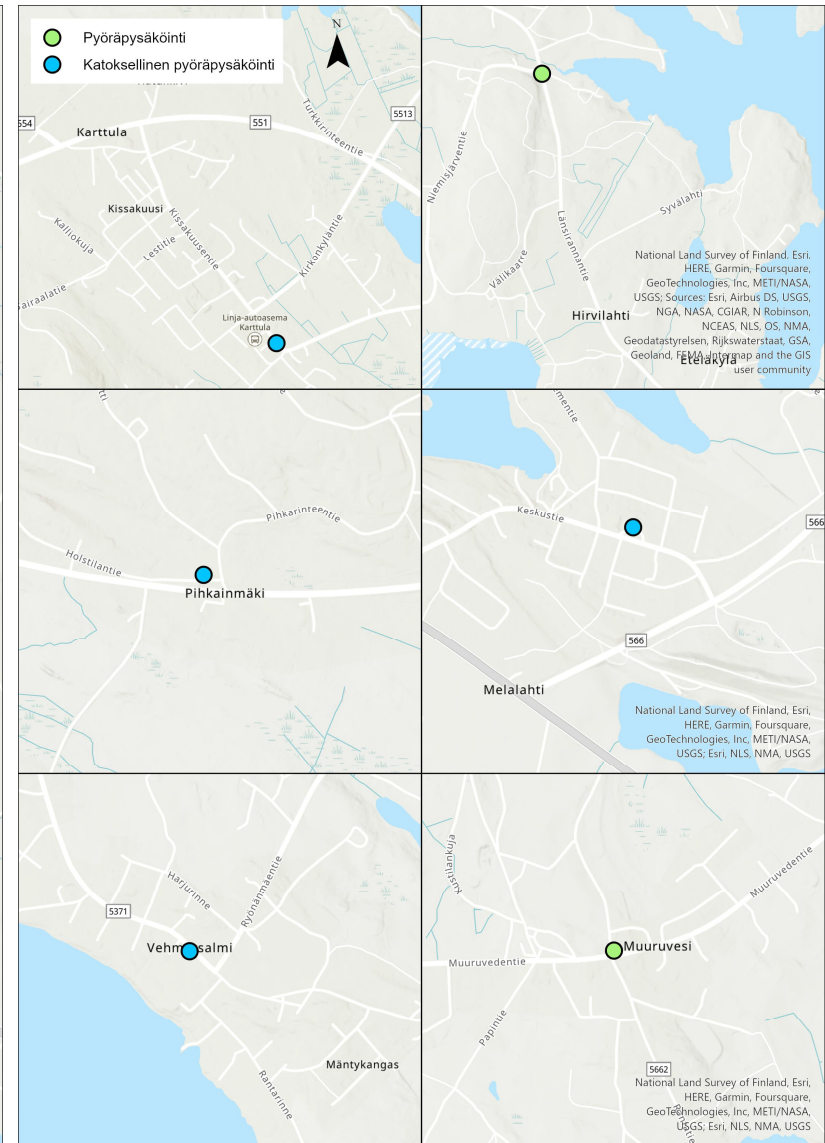 Pyöräpysäköinti
Katoksellinen pyöräpysäköinti
N
554
Karttula
551
5513
Turkkirinteentie
Kissakuusi
Kissakuusentie
Kalliokuja
Lestitie
Kirkonkyläntie
Sairaalatie
Linja-autoasema
Karttula
Niemisjärventie
Länsirannantie
Syvälahti
Välikaarre
Hirvilahti
Etelakylä
National Land Survey of Finland, Esri,
HERE, Garmin, Foursquare,
GeoTechnologies, Inc, METI/NASA,
USGS; Sources: Esri, Airbus DS, USGS,
NGA, NASA, CGIAR, N Robinson,
NCEAS, NLS, OS, NMA,
Geodatastyrelsen, Rijkswaterstaat, GSA,
Geoland, FEMA, Intermap and the GIS
user community
Pihkarinteentie
Holstilantie
Pihkainmäki
Keskustie
566
566
Melalahti
National Land Survey of Finland, Esri,
HERE, Garmin, Foursquare,
GeoTechnologies, Inc, METI/NASA,
USGS; Esri, NLS, NMA, USGS
Harjurinne
Ryönänmäentie
5371
Vehmersalmi
Mäntykangas
Rantarinne
Kustilankuja
Muuruvedentie
Muuruvesi
Muuruvedentie
Papinue
5662
National Land Survey of Finland, Esri,
HERE, Garmin, Foursquare,
GeoTechnologies, Inc, METI/NASA,
USGS; Esri, NLS, NMA, USGS